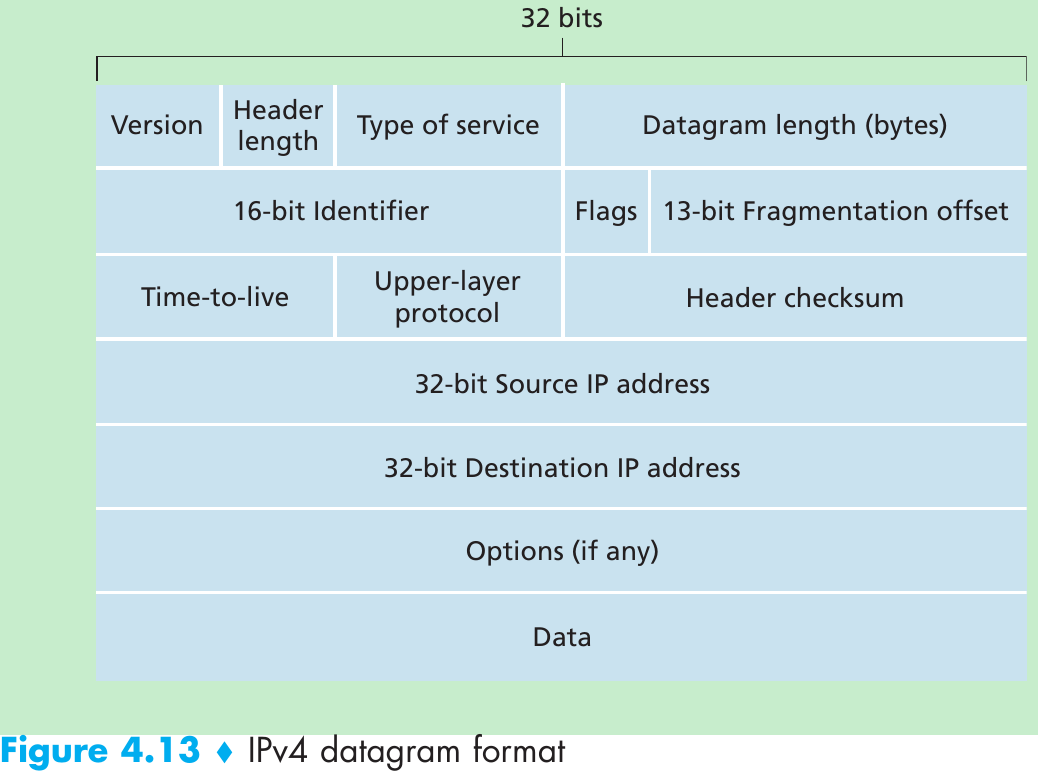 32 bits
Version
Header
length
Type of service
Datagram length (bytes)
16-bit Identifier
Flags
13-bit Fragmentation offset
Time-to-live
Upper-layer
protocol
Header checksum
32-bit Source IP address
32-bit Destination IP address
Options (if any)
Data
Figure 4.13 ♦ IPv4 datagram format